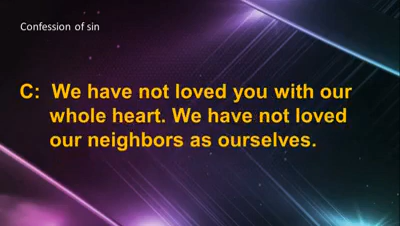 Confession of sin
C: We have not loved you with our
whole heart. We have not loved
our neighbors as ourselves.